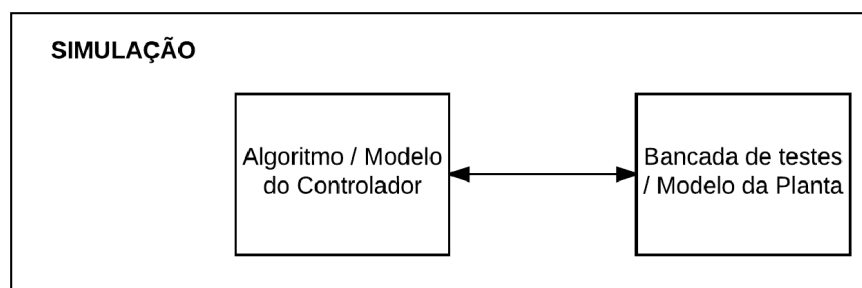 SIMULAÇÃO
Algoritmo / Modelo
do Controlador
Bancada de testes
/ Modelo da Planta